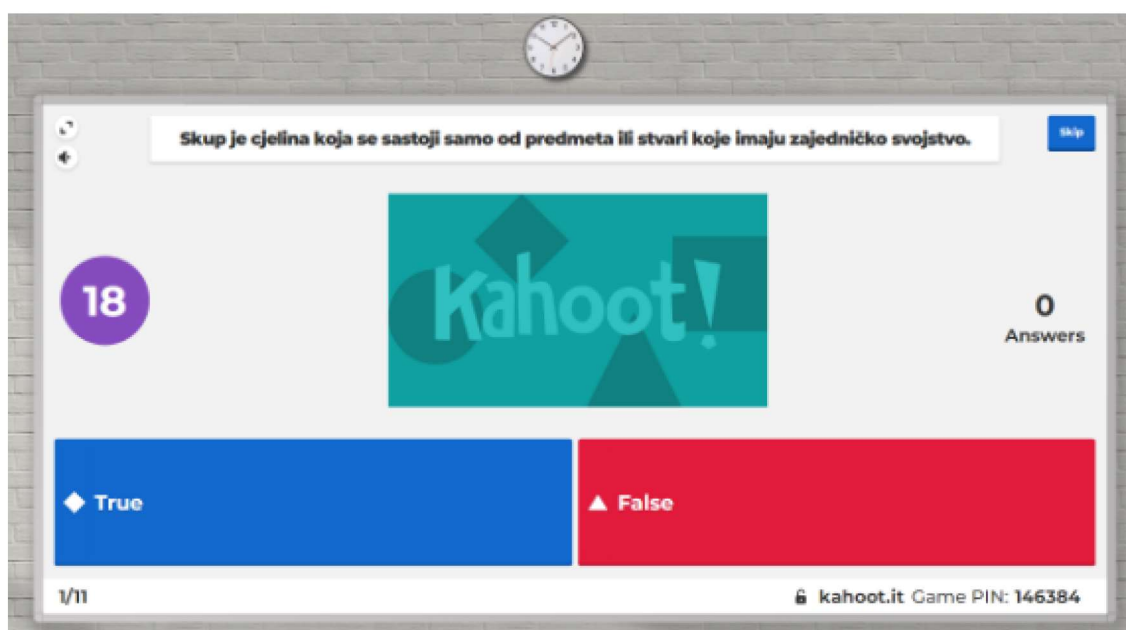 Skup je cjelina koja se sastoji samo od predmeta ili stvari koje imaju zajedničko svojstvo.
Skip
18
Kahoot!
0
Answers
True
False
1/11
kahoot.it Game PIN: 146384